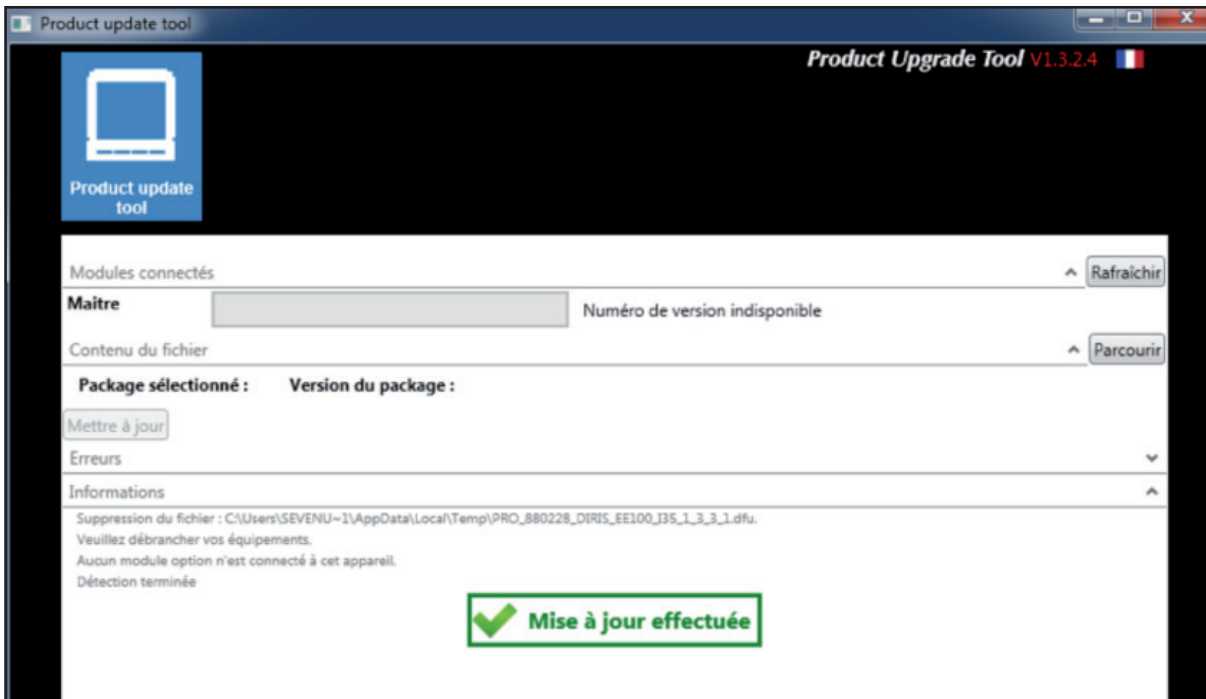 Product update tool
Product Upgrade Tool V1.3.2.4
Product update
tool
Modules connectés
Rafraîchir
Maître
Numéro de version indisponible
Contenu du fichier
Parcourir
Package sélectionné : Version du package :
Mettre à jour
Erreurs
Informations
Suppression du fichier : C:\Users\SEVENU~1\AppData\Local\Temp\PRO_880228_DIRIS_EE100_I35_1_3_3_1.dfu.
Veuillez débrancher vos équipements.
Aucun module option n'est connecté à cet appareil.
Détection terminée
Mise à jour effectuée